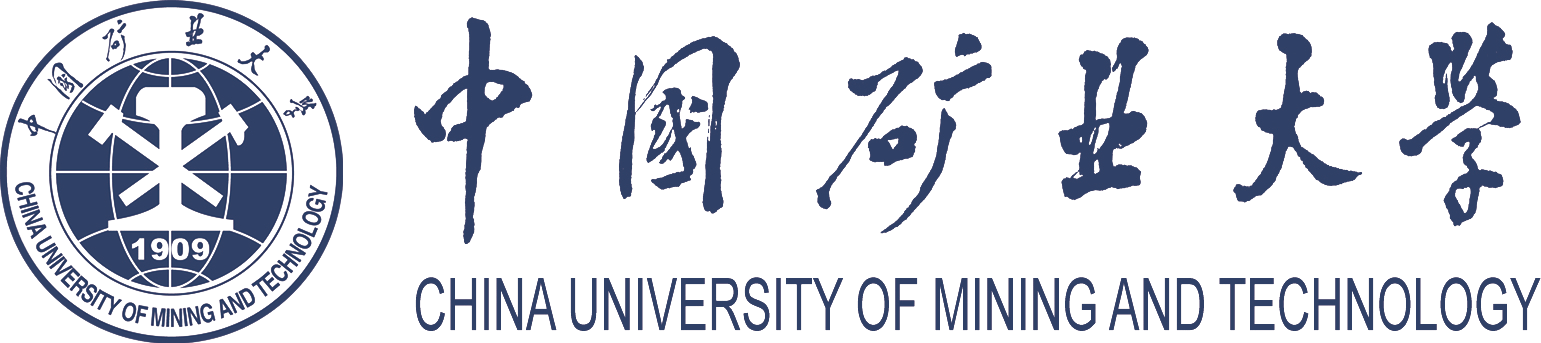 中国矿业大学
1909
CHINA UNIVERSITY OF MINING AND TECHNOLOGY
中國矿业大学
CHINA UNIVERSITY OF MINING AND TECHNOLOGY